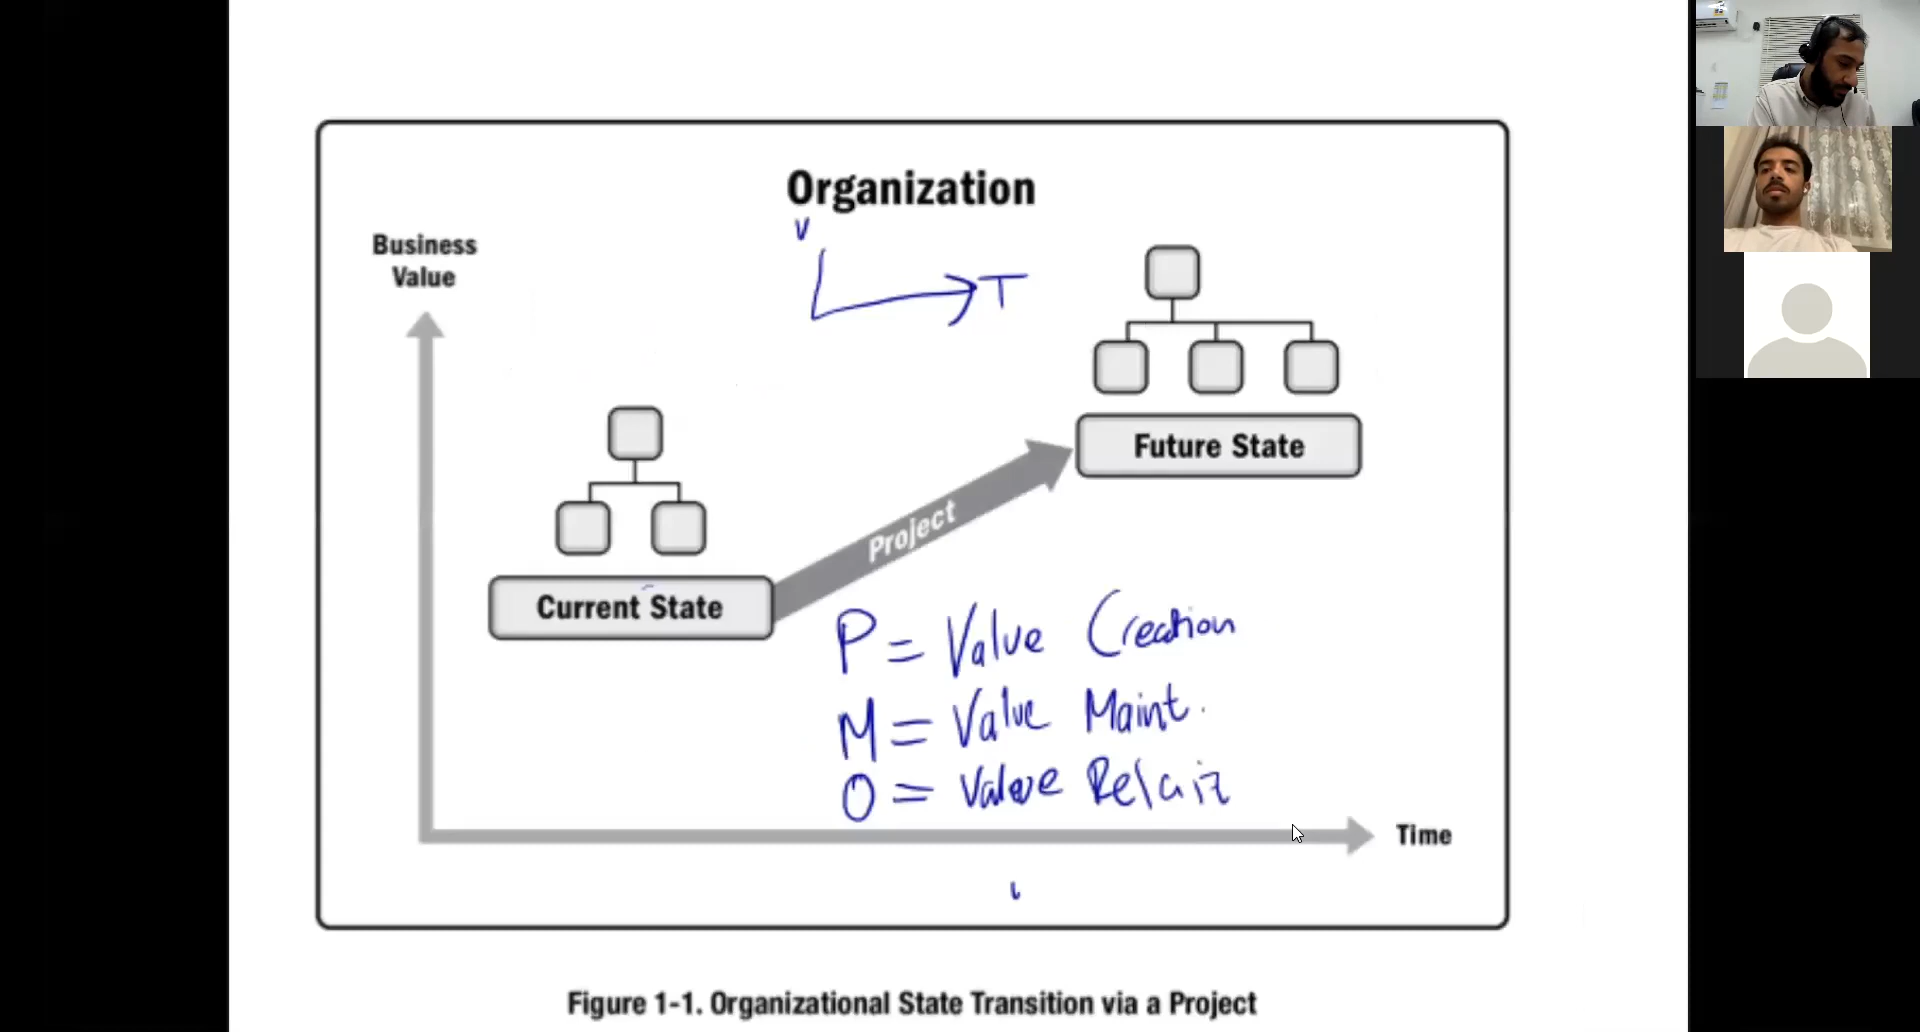 Organization
Business
Value
V
T
Future State
Project
Current State
P = Value Creation
M = Value Maint.
O = Value Relaiz
Time
Figure 1-1. Organizational State Transition via a Project